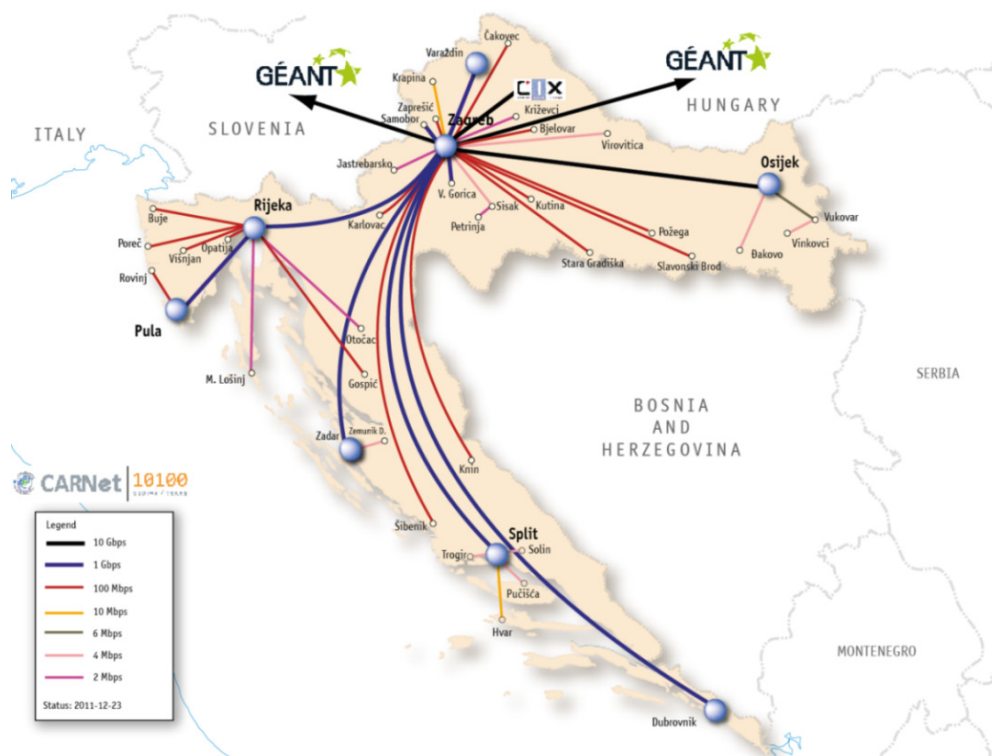 GÉANT
GÉANT
ITALY
SLOVENIA
HUNGARY
Varaždin
Čakovec
Krapina
CIX
Zaprešić
Samobor
Zagreb
Križevci
Bjelovar
Virovitica
Jastrebarsko
V. Gorica
Sisak
Petrinja
Kutina
Osijek
Vukovar
Vinkovci
Đakovo
Požega
Slavonski Brod
Stara Gradiška
Karlovac
Rijeka
Buje
Poreč
Višnjan
Opatija
Rovinj
Pula
M. Lošinj
Otočac
Gospić
Zadar
Zemunik D.
SERBIA
BOSNIA
AND
HERZEGOVINA
Knin
Šibenik
Split
Trogir
Solin
Pučišća
Hvar
Dubrovnik
MONTENEGRO
CARNet
10100
Legend
10 Gbps
1 Gbps
100 Mbps
10 Mbps
6 Mbps
4 Mbps
2 Mbps
Status: 2011-12-23